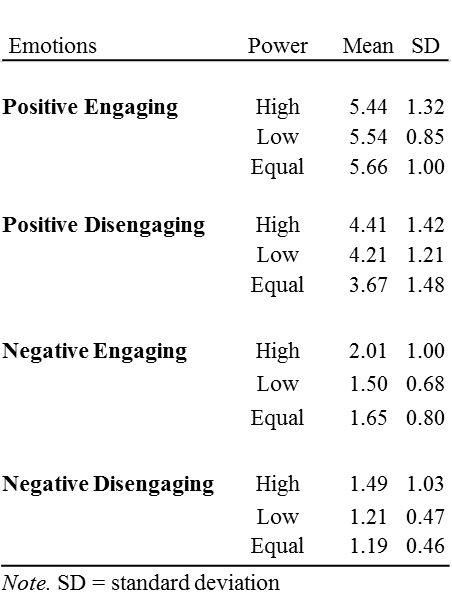 Emotions Power Mean SD
Positive Engaging High 5.44 1.32
Low 5.54 0.85
Equal 5.66 1.00
Positive Disengaging High 4.41 1.42
Low 4.21 1.21
Equal 3.67 1.48
Negative Engaging High 2.01 1.00
Low 1.50 0.68
Equal 1.65 0.80
Negative Disengaging High 1.49 1.03
Low 1.21 0.47
Equal 1.19 0.46
Note. SD = standard deviation